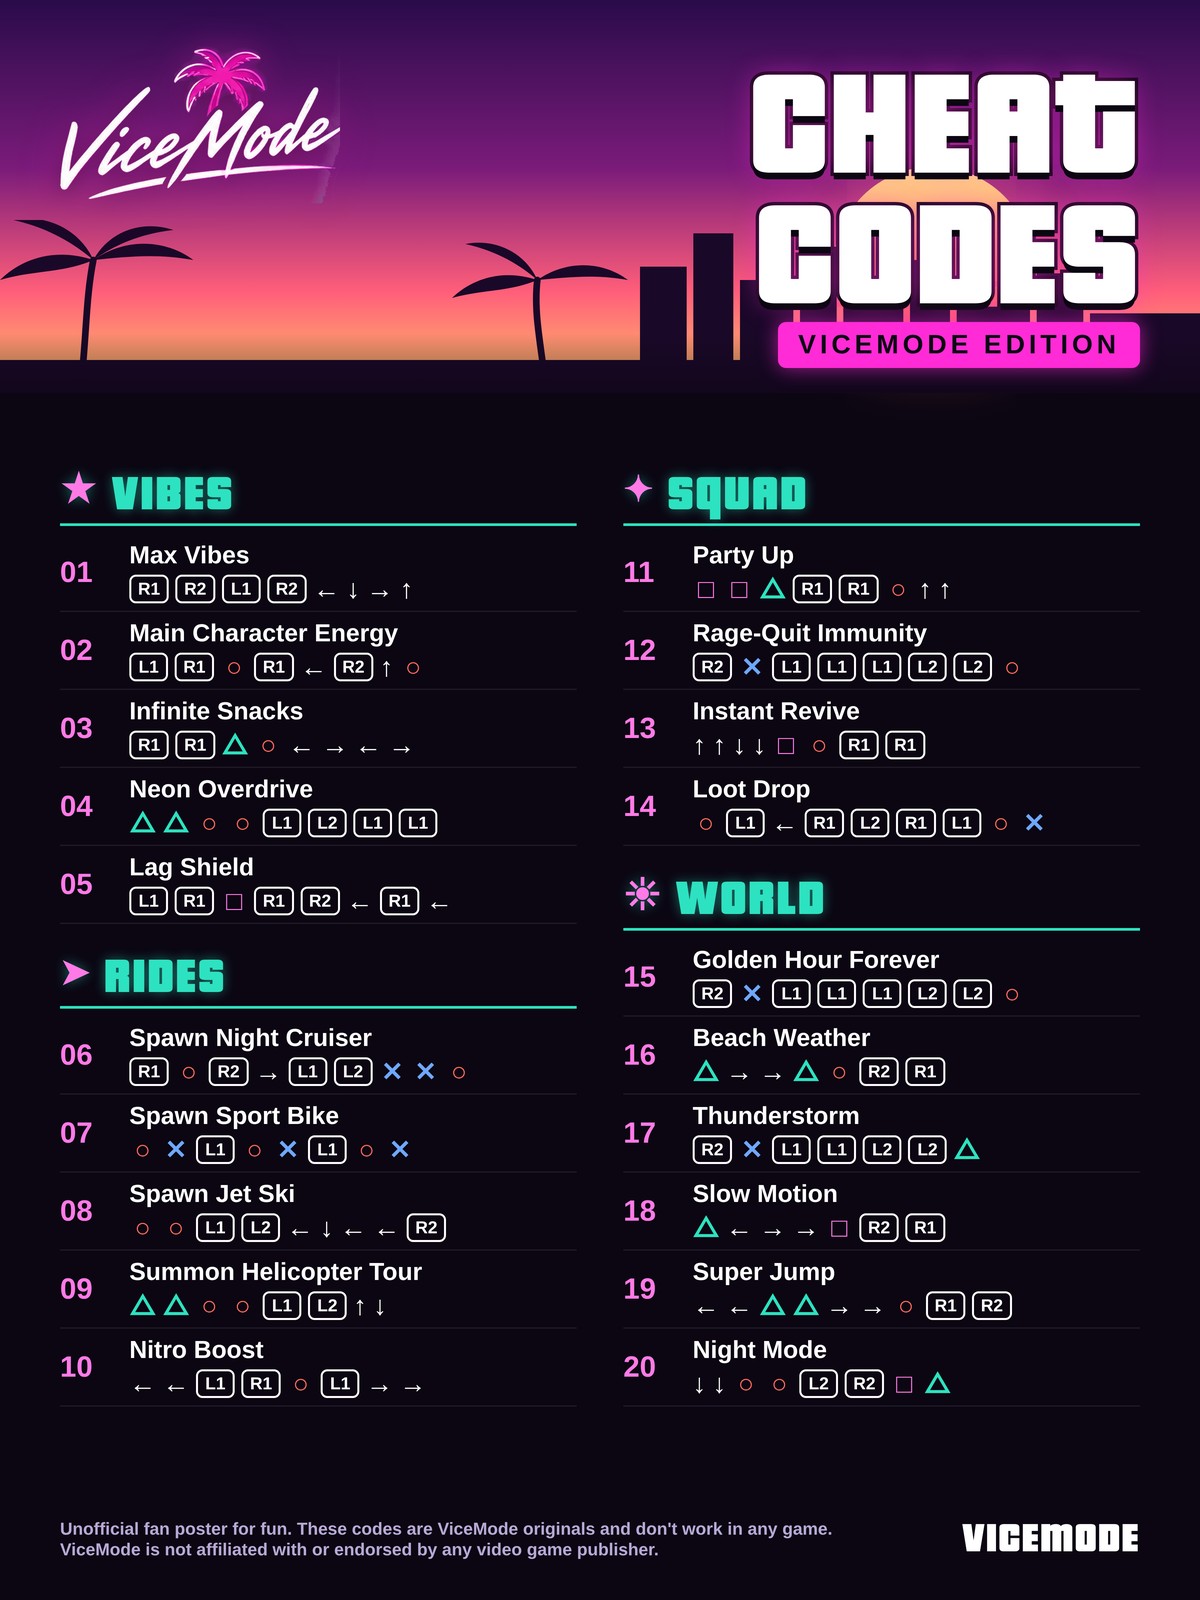 ViceMode
CHEAT
CODES
VICEMODE EDITION
★ VIBES
01 Max Vibes
R1 R2 L1 R2 ← ↓ → ↑
02 Main Character Energy
L1 R1 ○ R1 ← R2 ↑ ○
03 Infinite Snacks
R1 R1 △ ○ ← → ← →
04 Neon Overdrive
△ △ ○ ○ L1 L2 L1 L1
05 Lag Shield
L1 R1 □ R1 R2 ← R1 ←
➤ RIDES
06 Spawn Night Cruiser
R1 ○ R2 → L1 L2 ✕ ✕ ○
07 Spawn Sport Bike
○ ✕ L1 ○ ✕ L1 ○ ✕
08 Spawn Jet Ski
○ ○ L1 L2 ← ↓ ← ← R2
09 Summon Helicopter Tour
△ △ ○ ○ L1 L2 ↑ ↓
10 Nitro Boost
← ← L1 R1 ○ L1 → →
✦ SQUAD
11 Party Up
□ □ △ R1 R1 ○ ↑ ↑
12 Rage-Quit Immunity
R2 ✕ L1 L1 L1 L2 L2 ○
13 Instant Revive
↑ ↑ ↓ ↓ □ ○ R1 R1
14 Loot Drop
○ L1 ← R1 L2 R1 L1 ○ ✕
☀ WORLD
15 Golden Hour Forever
R2 ✕ L1 L1 L1 L2 L2 ○
16 Beach Weather
△ → → △ ○ R2 R1
17 Thunderstorm
R2 ✕ L1 L1 L2 L2 △
18 Slow Motion
△ ← → → □ R2 R1
19 Super Jump
← ← △ △ → → ○ R1 R2
20 Night Mode
↓ ↓ ○ ○ L2 R2 □ △
Unofficial fan poster for fun. These codes are ViceMode originals and don't work in any game.
ViceMode is not affiliated with or endorsed by any video game publisher.
VICEMODE